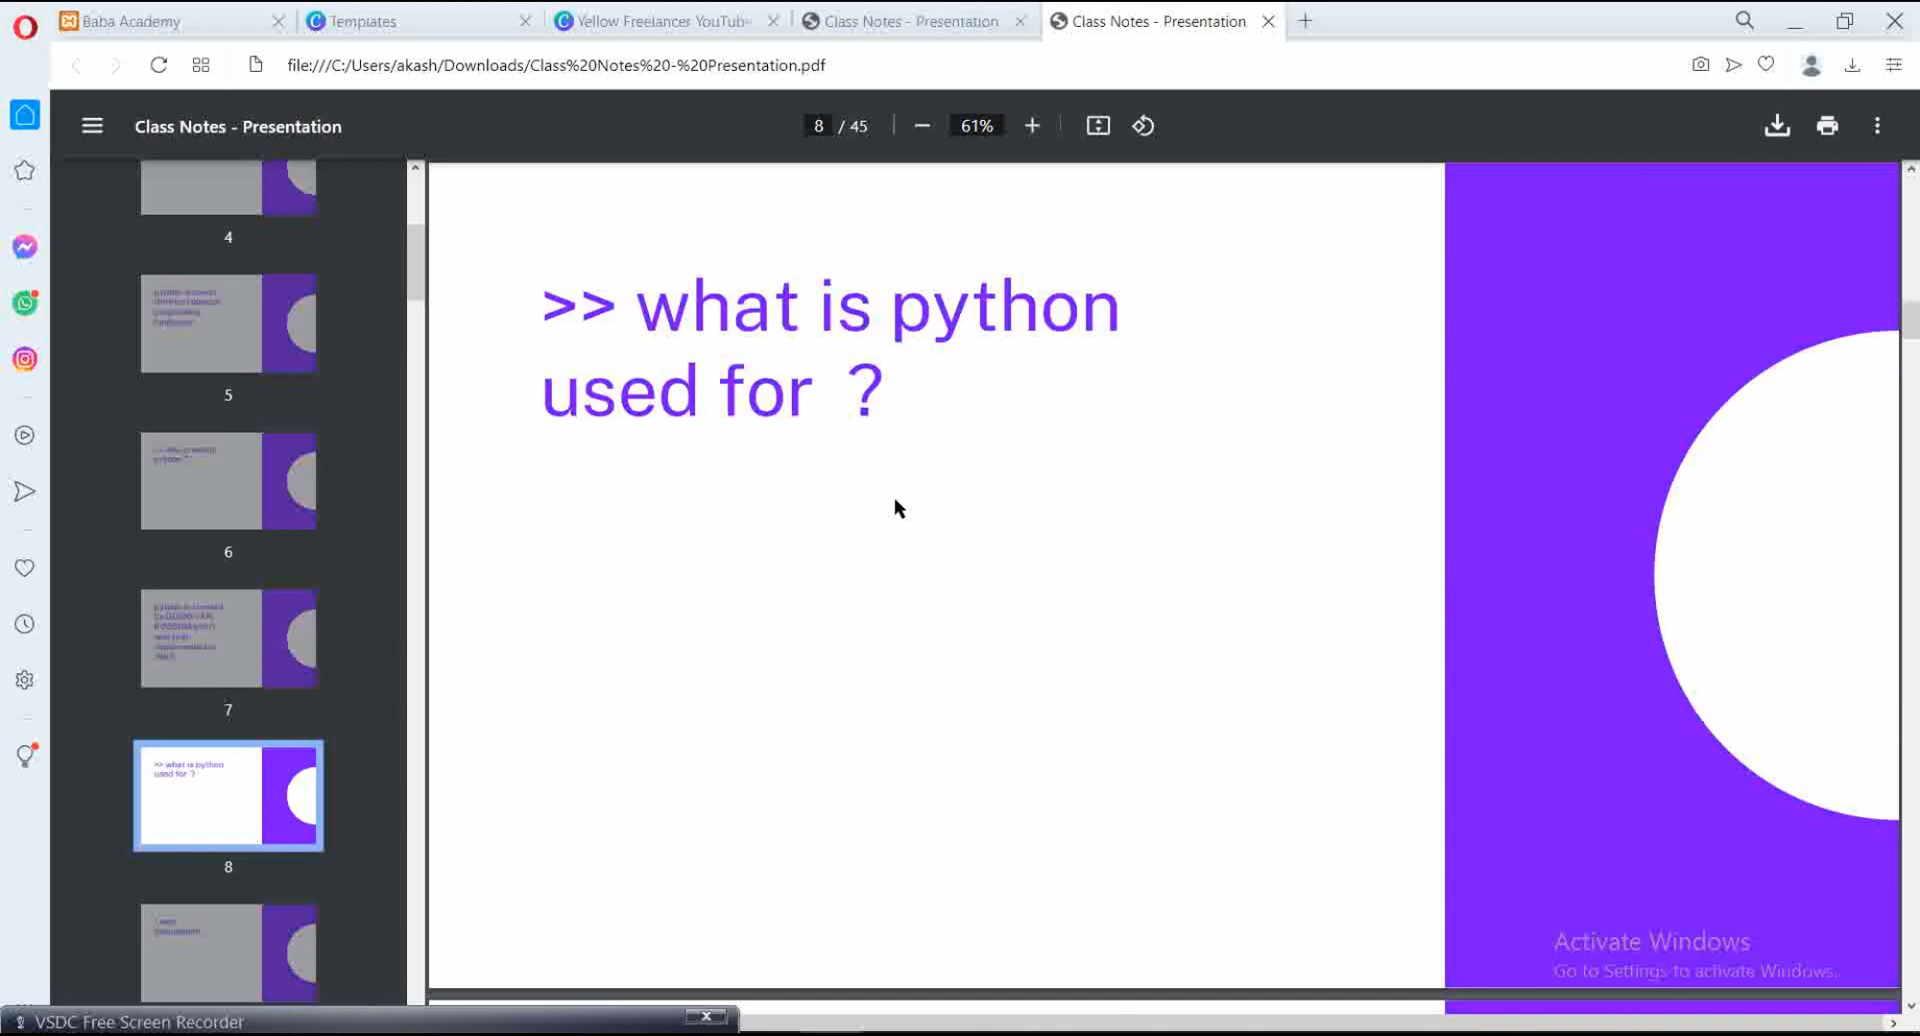 Baba Academy
Templates
Yellow Freelancer YouTube
Class Notes - Presentation
Class Notes - Presentation
file:///C:/Users/akash/Downloads/Class%20Notes%20-%20Presentation.pdf
Class Notes - Presentation
8 / 45
61%
4
5
6
7
>> what is python
used for ?
8
>> what is python
used for ?
Activate Windows
Go to Settings to activate Windows.
VSDC Free Screen Recorder